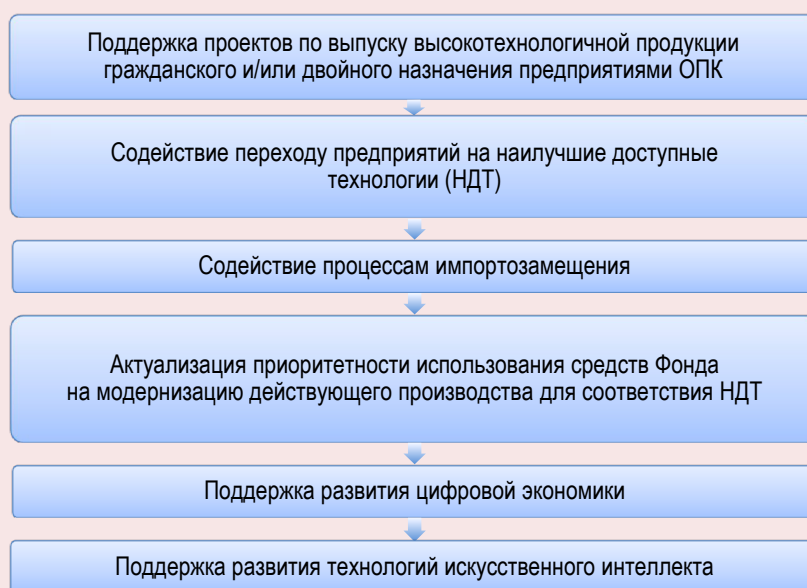 Поддержка проектов по выпуску высокотехнологичной продукции
гражданского и/или двойного назначения предприятиями ОПК
Содействие переходу предприятий на наилучшие доступные
технологии (НДТ)
Содействие процессам импортозамещения
Актуализация приоритетности использования средств Фонда
на модернизацию действующего производства для соответствия НДТ
Поддержка развития цифровой экономики
Поддержка развития технологий искусственного интеллекта